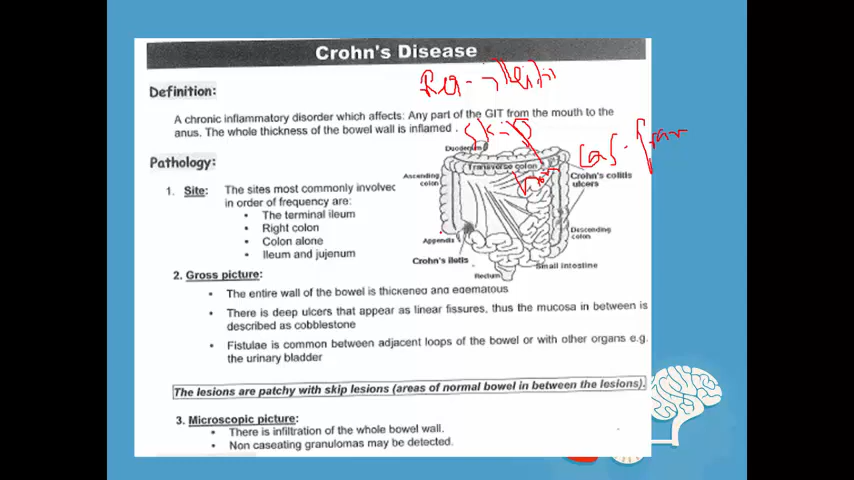 Crohn's Disease
Definition:
A chronic inflammatory disorder which affects: Any part of the GIT from the mouth to the
anus. The whole thickness of the bowel wall is inflamed .
Skip
Duodenum
Transverse colon
Ascending
colon
Crohn's colitis
ulcers
Descending
colon
Appendix
Crohn's ileitis
Small intestine
Rectum
Pathology:
1. Site: The sites most commonly involved
in order of frequency are:
• The terminal ileum
• Right colon
• Colon alone
• Ileum and jujenum
2. Gross picture:
• The entire wall of the bowel is thickened and edematous
• There is deep ulcers that appear as linear fissures, thus the mucosa in between is
described as cobblestone
• Fistulae is common between adjacent loops of the bowel or with other organs e.g.
the urinary bladder
The lesions are patchy with skip lesions (areas of normal bowel in between the lesions).
3. Microscopic picture:
• There is infiltration of the whole bowel wall.
• Non caseating granulomas may be detected.